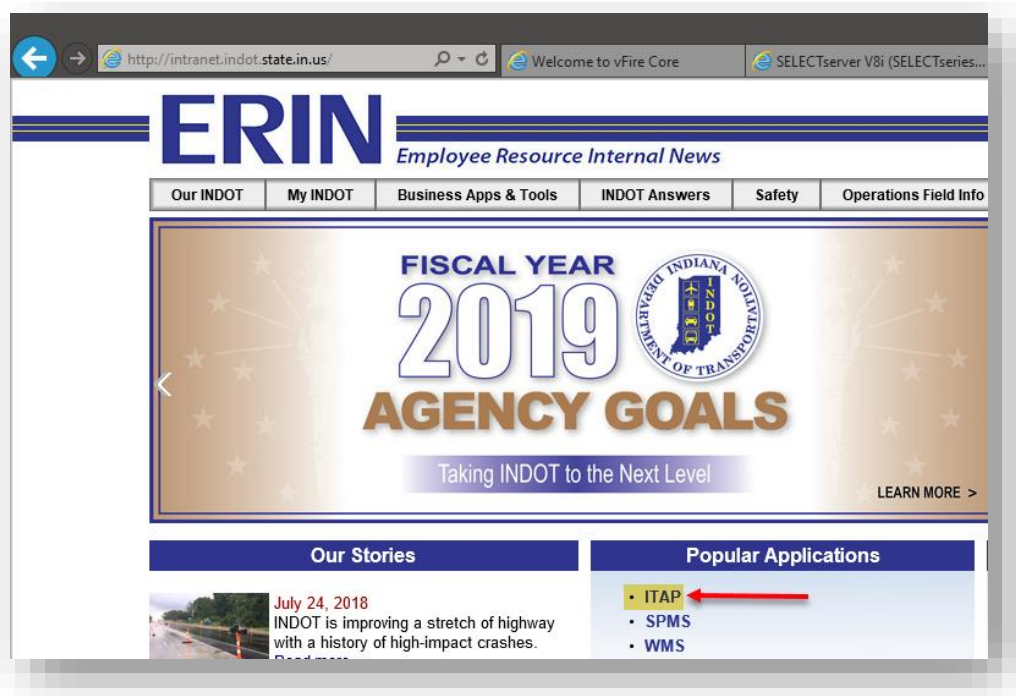 http://intranet.indot.state.in.us/
Welcome to vFire Core
SELECTserver V8i (SELECTseries...
ERIN
Employee Resource Internal News
Our INDOT
My INDOT
Business Apps & Tools
INDOT Answers
Safety
Operations Field Info
FISCAL YEAR
2019
AGENCY GOALS
INDIANA
DEPARTMENT OF TRANSPORTATION
INDOT
Taking INDOT to the Next Level
LEARN MORE >
Our Stories
July 24, 2018
INDOT is improving a stretch of highway
with a history of high-impact crashes.
Read more
Popular Applications
• ITAP
• SPMS
• WMS